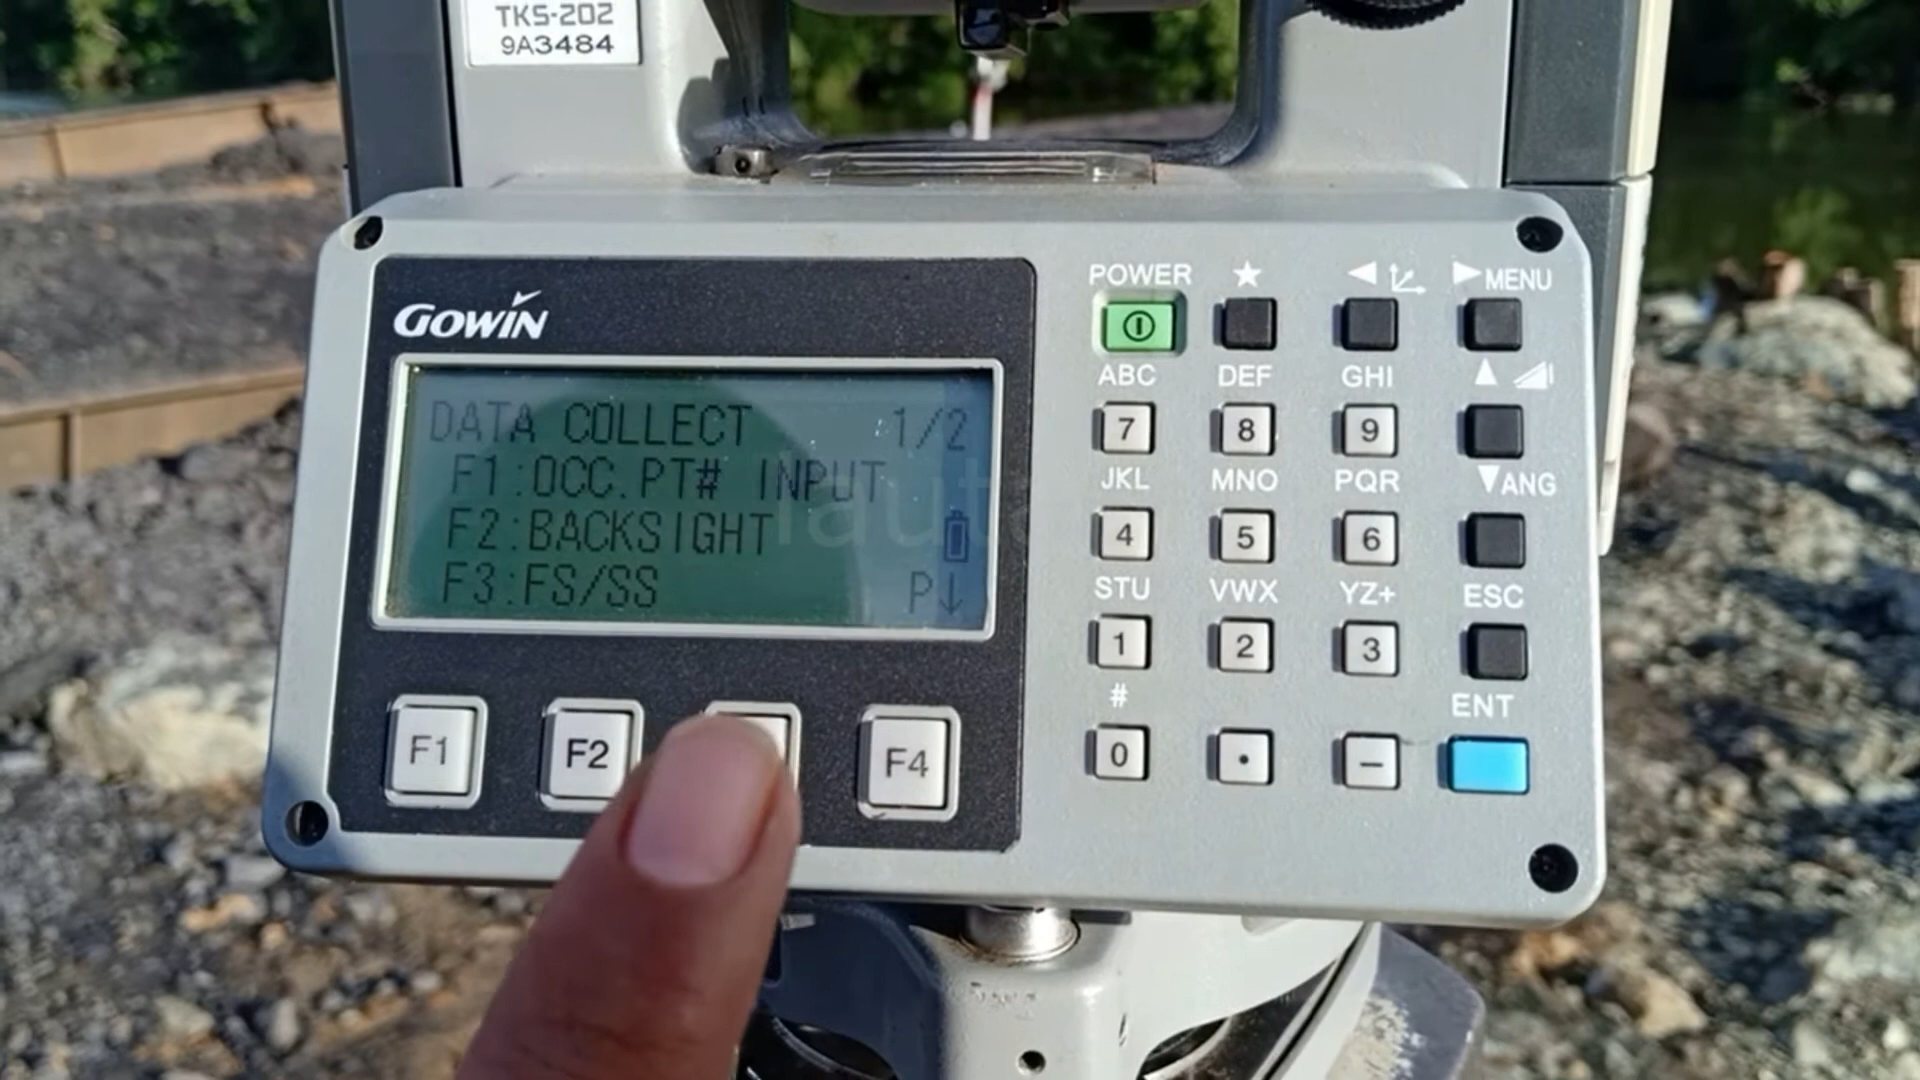 TKS-202
9A3484
GOWIN
DATA COLLECT 1/2
F1:OCC.PT# INPUT
F2:BACKSIGHT
F3:FS/SS P↓
F1 F2 F4
POWER ★ ◀ ▶MENU
ABC DEF GHI ▲
7 8 9
JKL MNO PQR ▼ANG
4 5 6
STU VWX YZ+ ESC
1 2 3
# ENT
0 . –